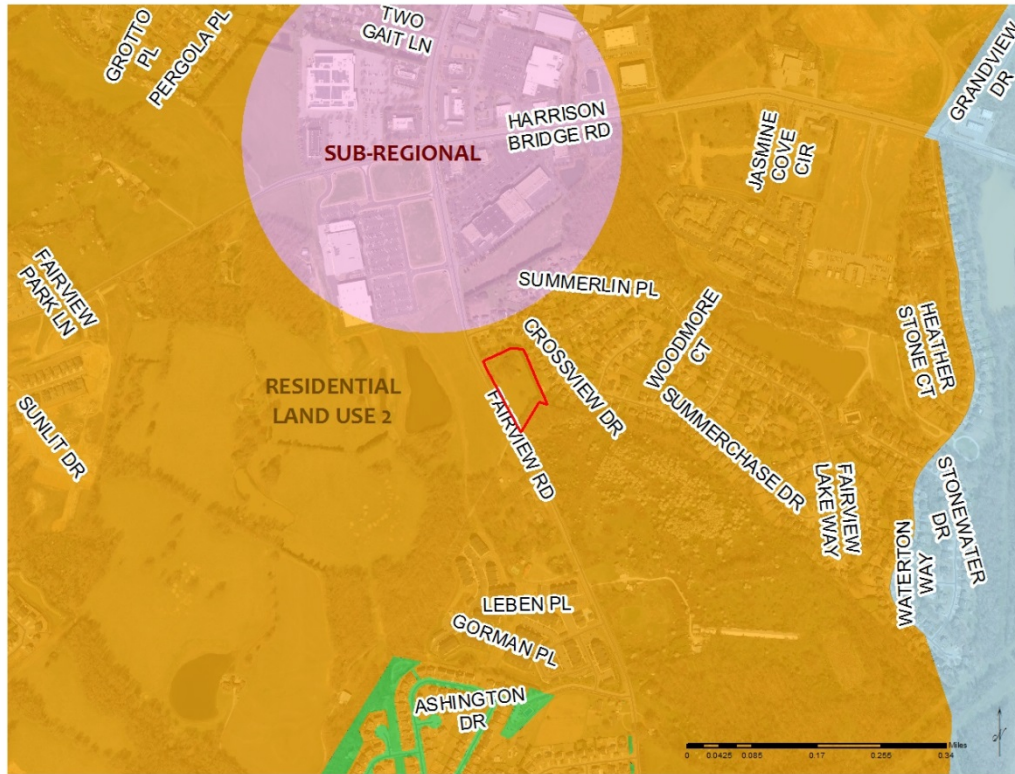 TWO
GAIT LN
GROTTO
PL
PERGOLA PL
GRANDVIEW
DR
HARRISON
BRIDGE RD
JASMINE
COVE
CIR
SUB-REGIONAL
FAIRVIEW
PARK LN
SUMMERLIN PL
WOODMORE
CT
HEATHER
STONE CT
CROSSVIEW DR
RESIDENTIAL
LAND USE 2
SUNLIT DR
FAIRVIEW RD
SUMMERCHASE DR
FAIRVIEW
LAKE WAY
STONEWATER
DR
WATERTON
WAY
LEBEN PL
GORMAN PL
ASHINGTON
DR
N
Miles
0 0.0425 0.085 0.17 0.255 0.34